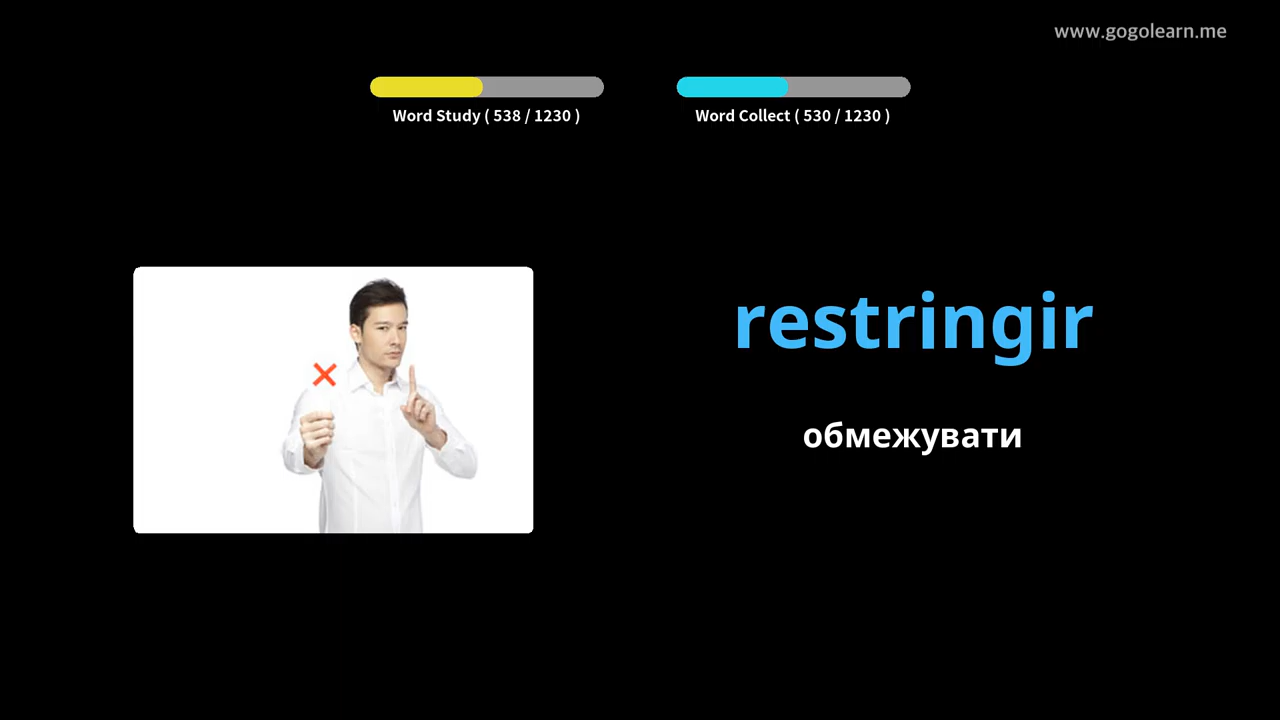 www.gogolearn.me
Word Study ( 538 / 1230 )
Word Collect ( 530 / 1230 )
restringir
обмежувати